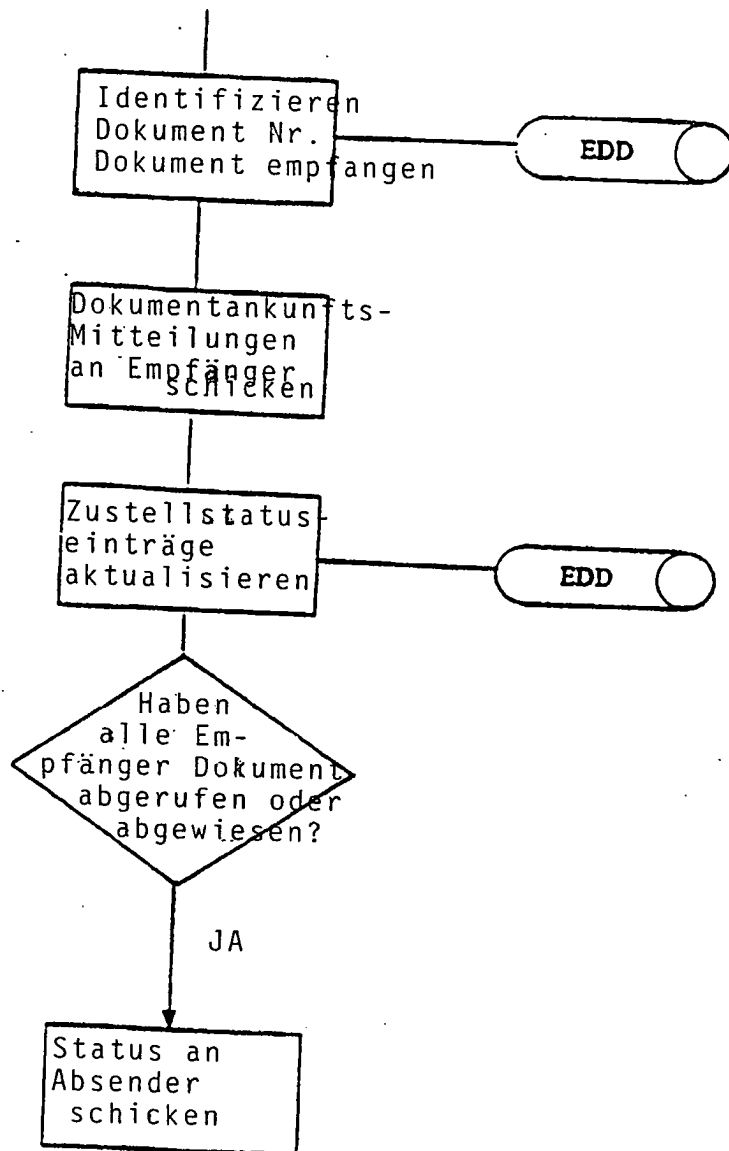 Identifizieren
Dokument Nr.
Dokument empfangen
EDD
Dokumentankunfts-
Mitteilungen
an Empfänger
schicken
Zustellstatus-
einträge
aktualisieren
EDD
Haben
alle Em-
pfänger Dokument
abgerufen oder
abgewiesen?
JA
Status an
Absender
schicken